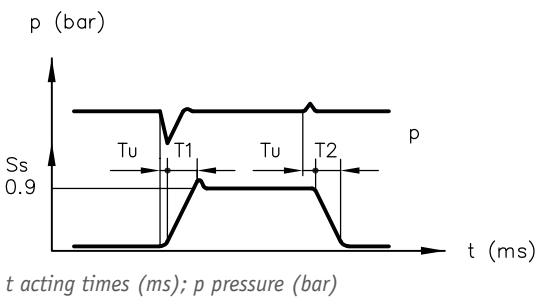 p (bar)
Tu T1 Tu T2
p
Ss
0.9
t (ms)
t acting times (ms); p pressure (bar)